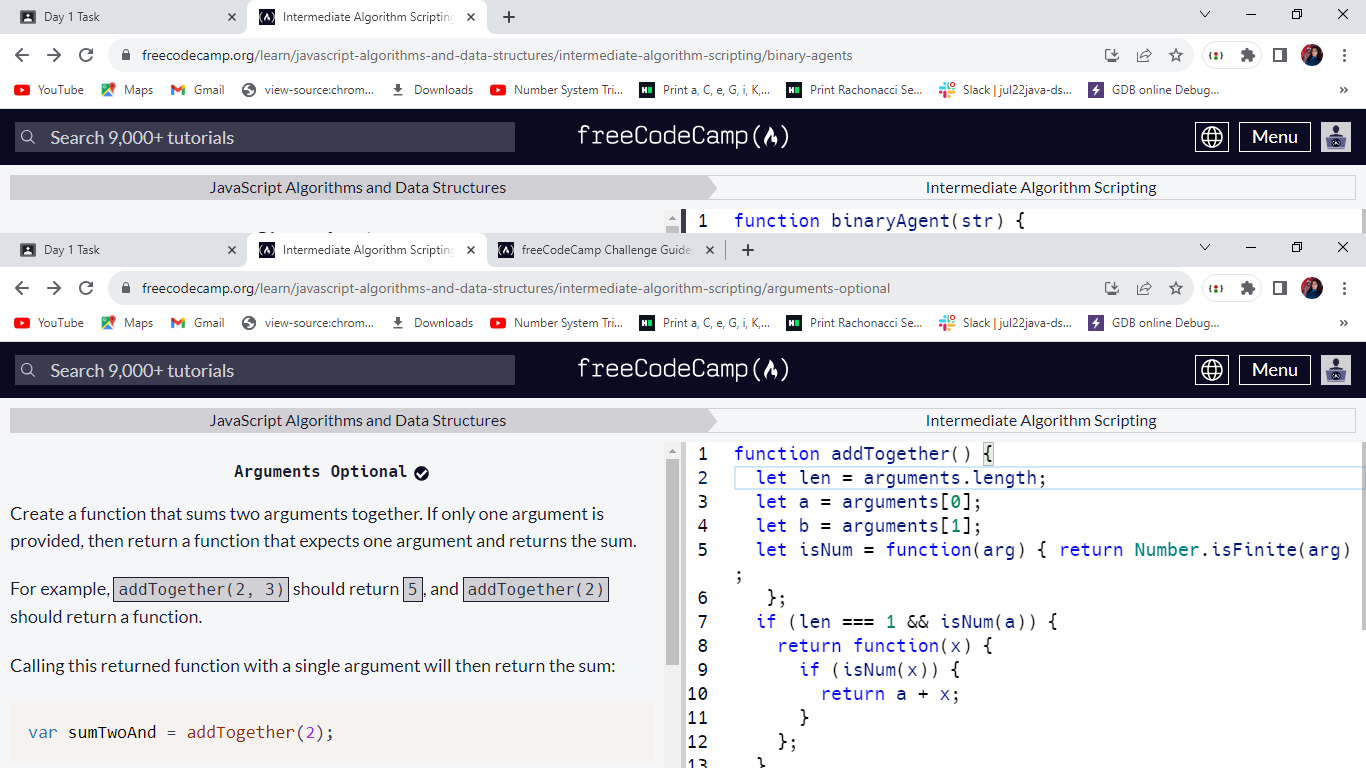 Day 1 Task
Intermediate Algorithm Scripting
freecodecamp.org/learn/javascript-algorithms-and-data-structures/intermediate-algorithm-scripting/binary-agents
YouTube Maps Gmail view-source:chrom... Downloads Number System Tri... Print a, C, e, G, i, K,... Print Rachonacci Se... Slack | jul22java-ds... GDB online Debug... »
Search 9,000+ tutorials freeCodeCamp Menu
JavaScript Algorithms and Data Structures Intermediate Algorithm Scripting
1 function binaryAgent(str) {
Day 1 Task Intermediate Algorithm Scripting freeCodeCamp Challenge Guide
freecodecamp.org/learn/javascript-algorithms-and-data-structures/intermediate-algorithm-scripting/arguments-optional
YouTube Maps Gmail view-source:chrom... Downloads Number System Tri... Print a, C, e, G, i, K,... Print Rachonacci Se... Slack | jul22java-ds... GDB online Debug... »
Search 9,000+ tutorials freeCodeCamp Menu
JavaScript Algorithms and Data Structures Intermediate Algorithm Scripting
Arguments Optional
Create a function that sums two arguments together. If only one argument is
provided, then return a function that expects one argument and returns the sum.
For example, addTogether(2, 3) should return 5, and addTogether(2)
should return a function.
Calling this returned function with a single argument will then return the sum:
var sumTwoAnd = addTogether(2);
1 function addTogether() {
2 let len = arguments.length;
3 let a = arguments[0];
4 let b = arguments[1];
5 let isNum = function(arg) { return Number.isFinite(arg)
;
6 };
7 if (len === 1 && isNum(a)) {
8 return function(x) {
9 if (isNum(x)) {
10 return a + x;
11 }
12 };
13 }